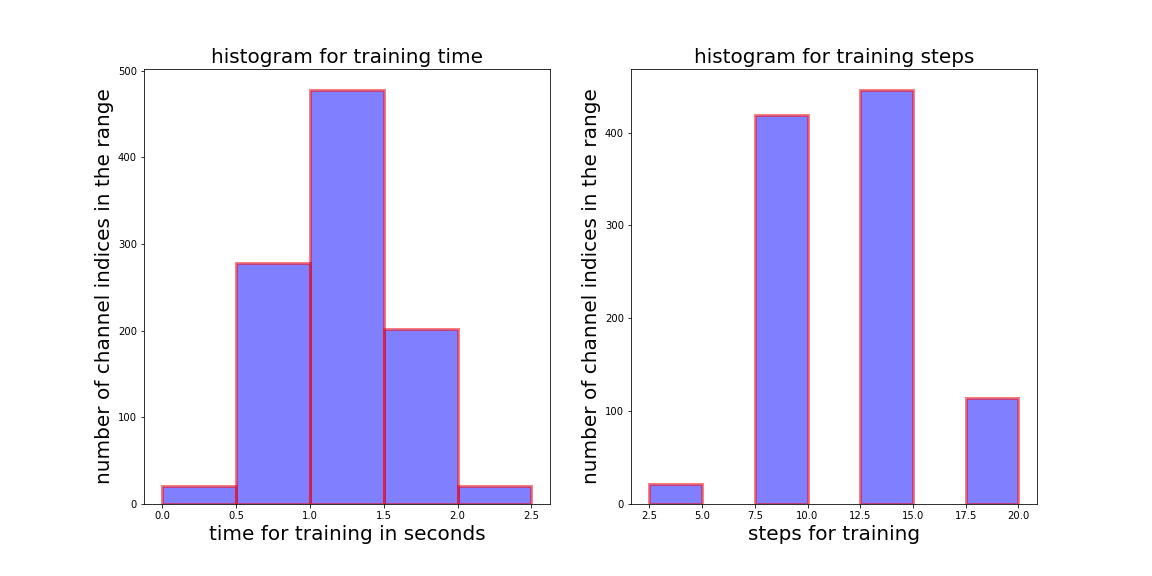 histogram for training time
number of channel indices in the range
500
400
300
200
100
0
0.0 0.5 1.0 1.5 2.0 2.5
time for training in seconds
histogram for training steps
number of channel indices in the range
400
300
200
100
0
2.5 5.0 7.5 10.0 12.5 15.0 17.5 20.0
steps for training